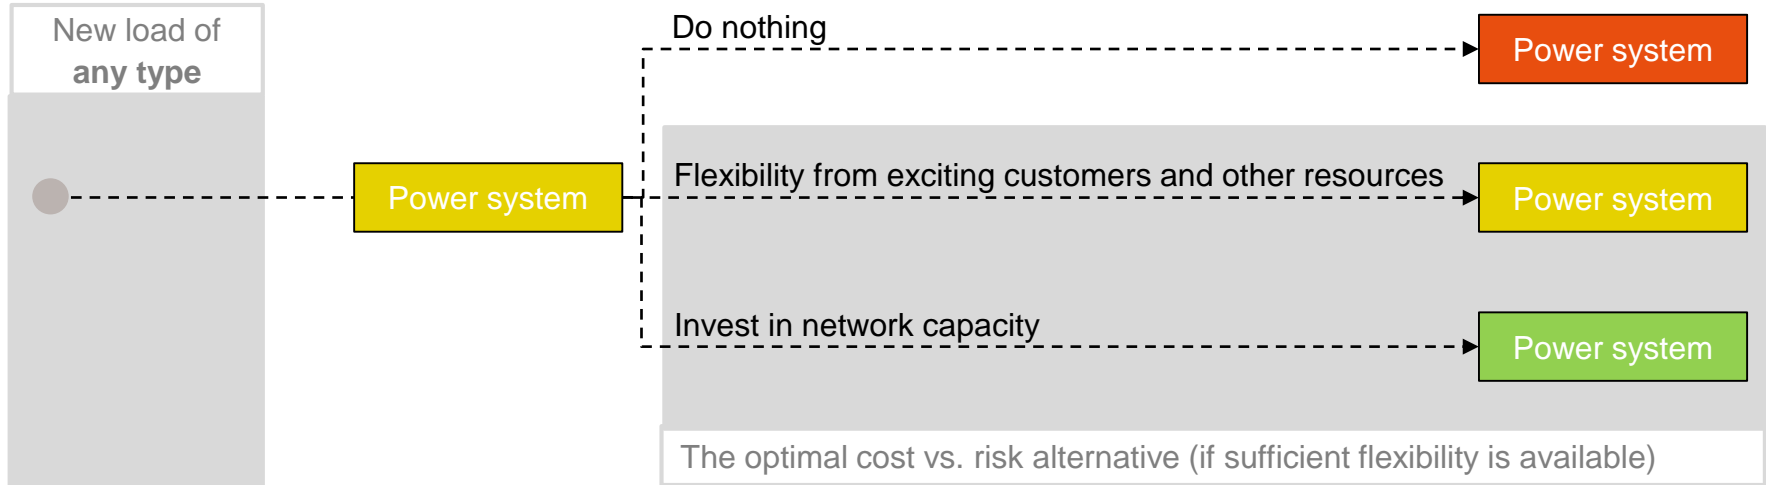 New load of
any type
Do nothing
Power system
Flexibility from exciting customers and other resources
Power system
Power system
Invest in network capacity
Power system
The optimal cost vs. risk alternative (if sufficient flexibility is available)